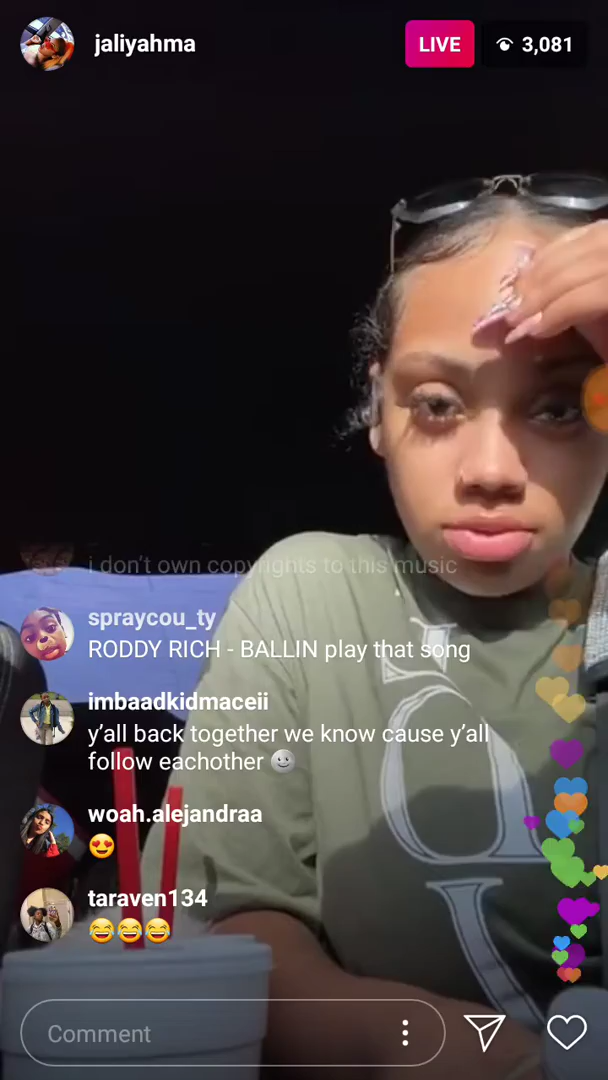 jaliyahma
LIVE
3,081
i don't own copyrights to this music
spraycou_ty
RODDY RICH - BALLIN play that song
imbaadkidmaceii
y'all back together we know cause y'all
follow eachother 🌝
woah.alejandraa
😍
taraven134
😂😂😂
Comment